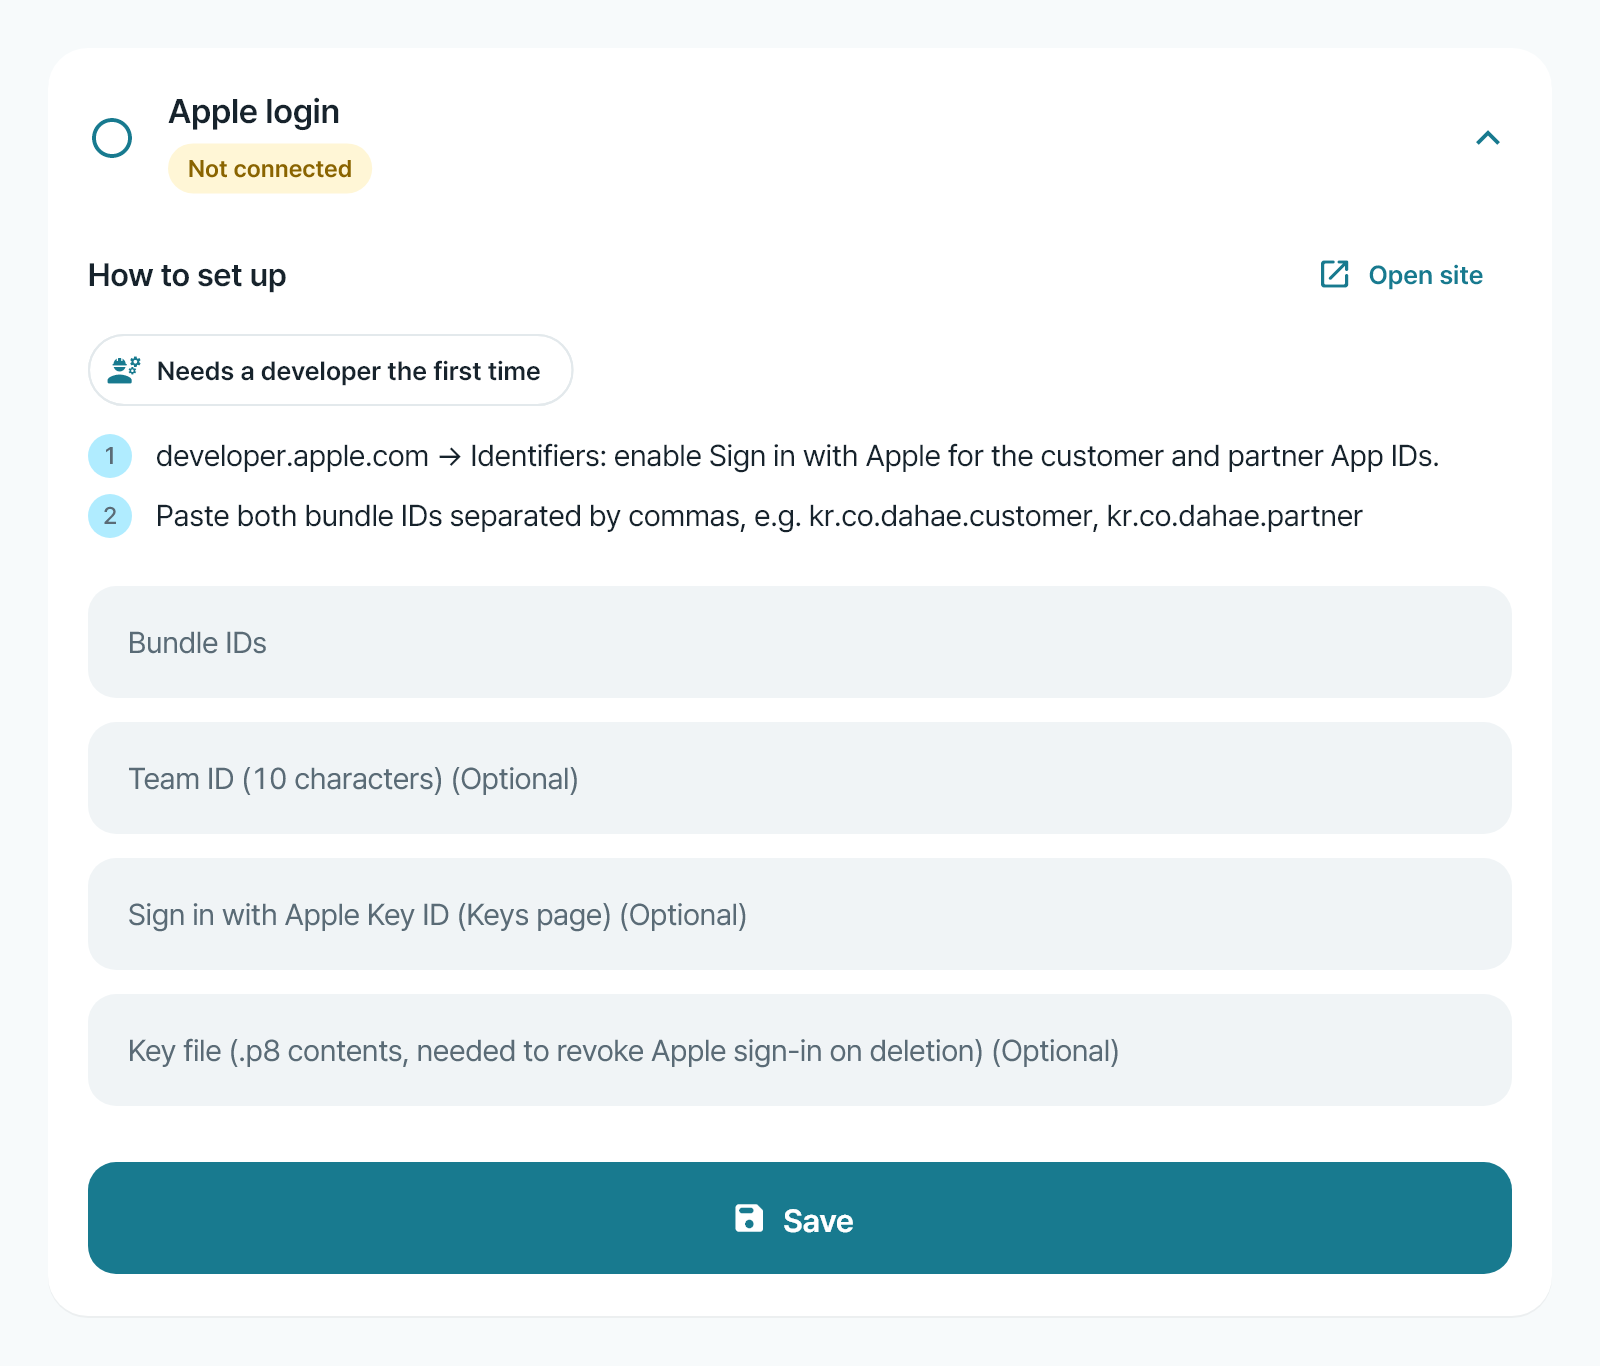 Apple login
Not connected
How to set up
Open site
Needs a developer the first time
1 developer.apple.com → Identifiers: enable Sign in with Apple for the customer and partner App IDs.
2 Paste both bundle IDs separated by commas, e.g. kr.co.dahae.customer, kr.co.dahae.partner
Bundle IDs
Team ID (10 characters) (Optional)
Sign in with Apple Key ID (Keys page) (Optional)
Key file (.p8 contents, needed to revoke Apple sign-in on deletion) (Optional)
Save